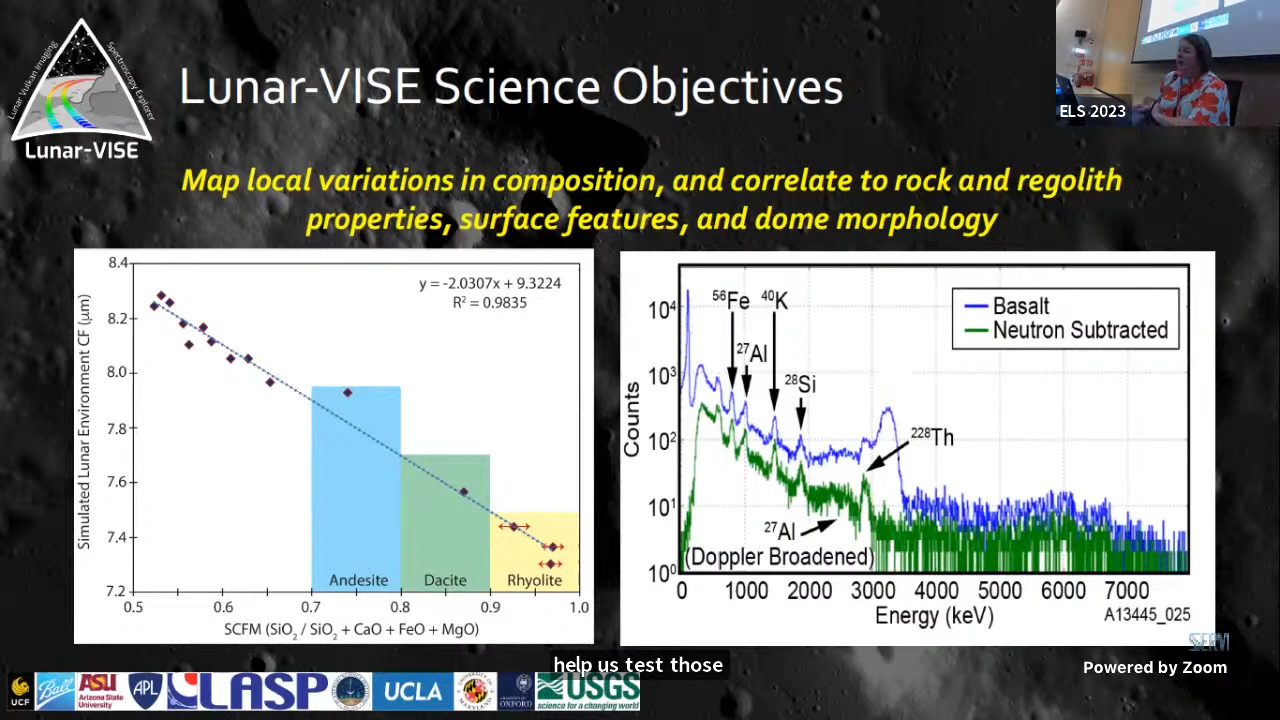 Lunar Vulkan Imaging
Spectroscopy Explorer
Lunar-VISE
Lunar-VISE Science Objectives
ELS 2023
Map local variations in composition, and correlate to rock and regolith
properties, surface features, and dome morphology
8.4
8.2
8.0
7.8
7.6
7.4
7.2
Simulated Lunar Environment CF (μm)
y = -2.0307x + 9.3224
R² = 0.9835
Andesite
Dacite
Rhyolite
0.5
0.6
0.7
0.8
0.9
1.0
SCFM (SiO₂ / SiO₂ + CaO + FeO + MgO)
Counts
10⁴
10³
10²
10¹
10⁰
⁵⁶Fe
⁴⁰K
²⁷Al
²⁸Si
²²⁸Th
²⁷Al
(Doppler Broadened)
Basalt
Neutron Subtracted
0
1000
2000
3000
4000
5000
6000
7000
Energy (keV)
A13445_025
help us test those
Powered by Zoom
UCF
Ball
ASU
Arizona State
University
APL
LASP
UCLA
OXFORD
USGS
science for a changing world